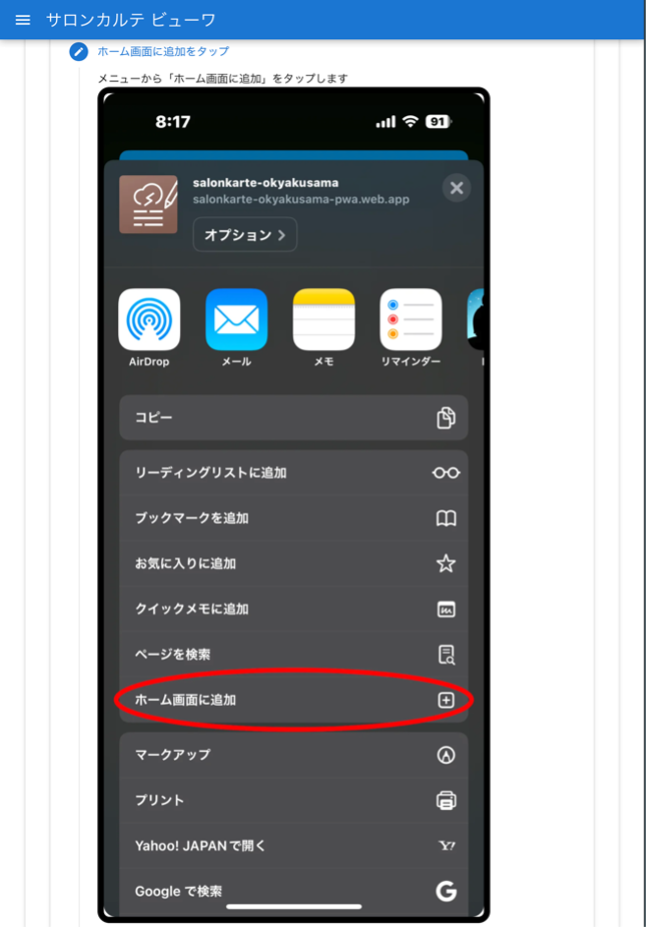 サロンカルテ ビューワ
ホーム画面に追加をタップ
メニューから「ホーム画面に追加」をタップします
8:17
91
salonkarte-okyakusama
salonkarte-okyakusama-pwa.web.app
オプション
AirDrop
メール
メモ
リマインダー
コピー
リーディングリストに追加
ブックマークを追加
お気に入りに追加
クイックメモに追加
ページを検索
ホーム画面に追加
マークアップ
プリント
Yahoo! JAPANで開く
Y!
Google で検索
G